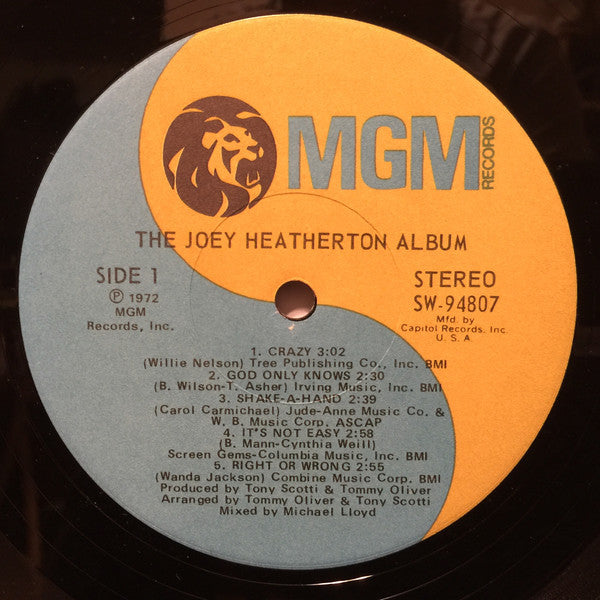 MGM RECORDS
THE JOEY HEATHERTON ALBUM
SIDE 1
℗ 1972
MGM
Records, Inc.
STEREO
SW-94807
Mfd. by
Capitol Records, Inc.
U. S. A.
1. CRAZY 3:02
(Willie Nelson) Tree Publishing Co., Inc. BMI
2. GOD ONLY KNOWS 2:30
(B. Wilson-T. Asher) Irving Music, Inc. BMI
3. SHAKE-A-HAND 2:39
(Carol Carmichael) Jude-Anne Music Co. &
W. B. Music Corp. ASCAP
4. IT'S NOT EASY 2:58
(B. Mann-Cynthia Weill)
Screen Gems-Columbia Music, Inc. BMI
5. RIGHT OR WRONG 2:55
(Wanda Jackson) Combine Music Corp. BMI
Produced by Tony Scotti & Tommy Oliver
Arranged by Tommy Oliver & Tony Scotti
Mixed by Michael Lloyd